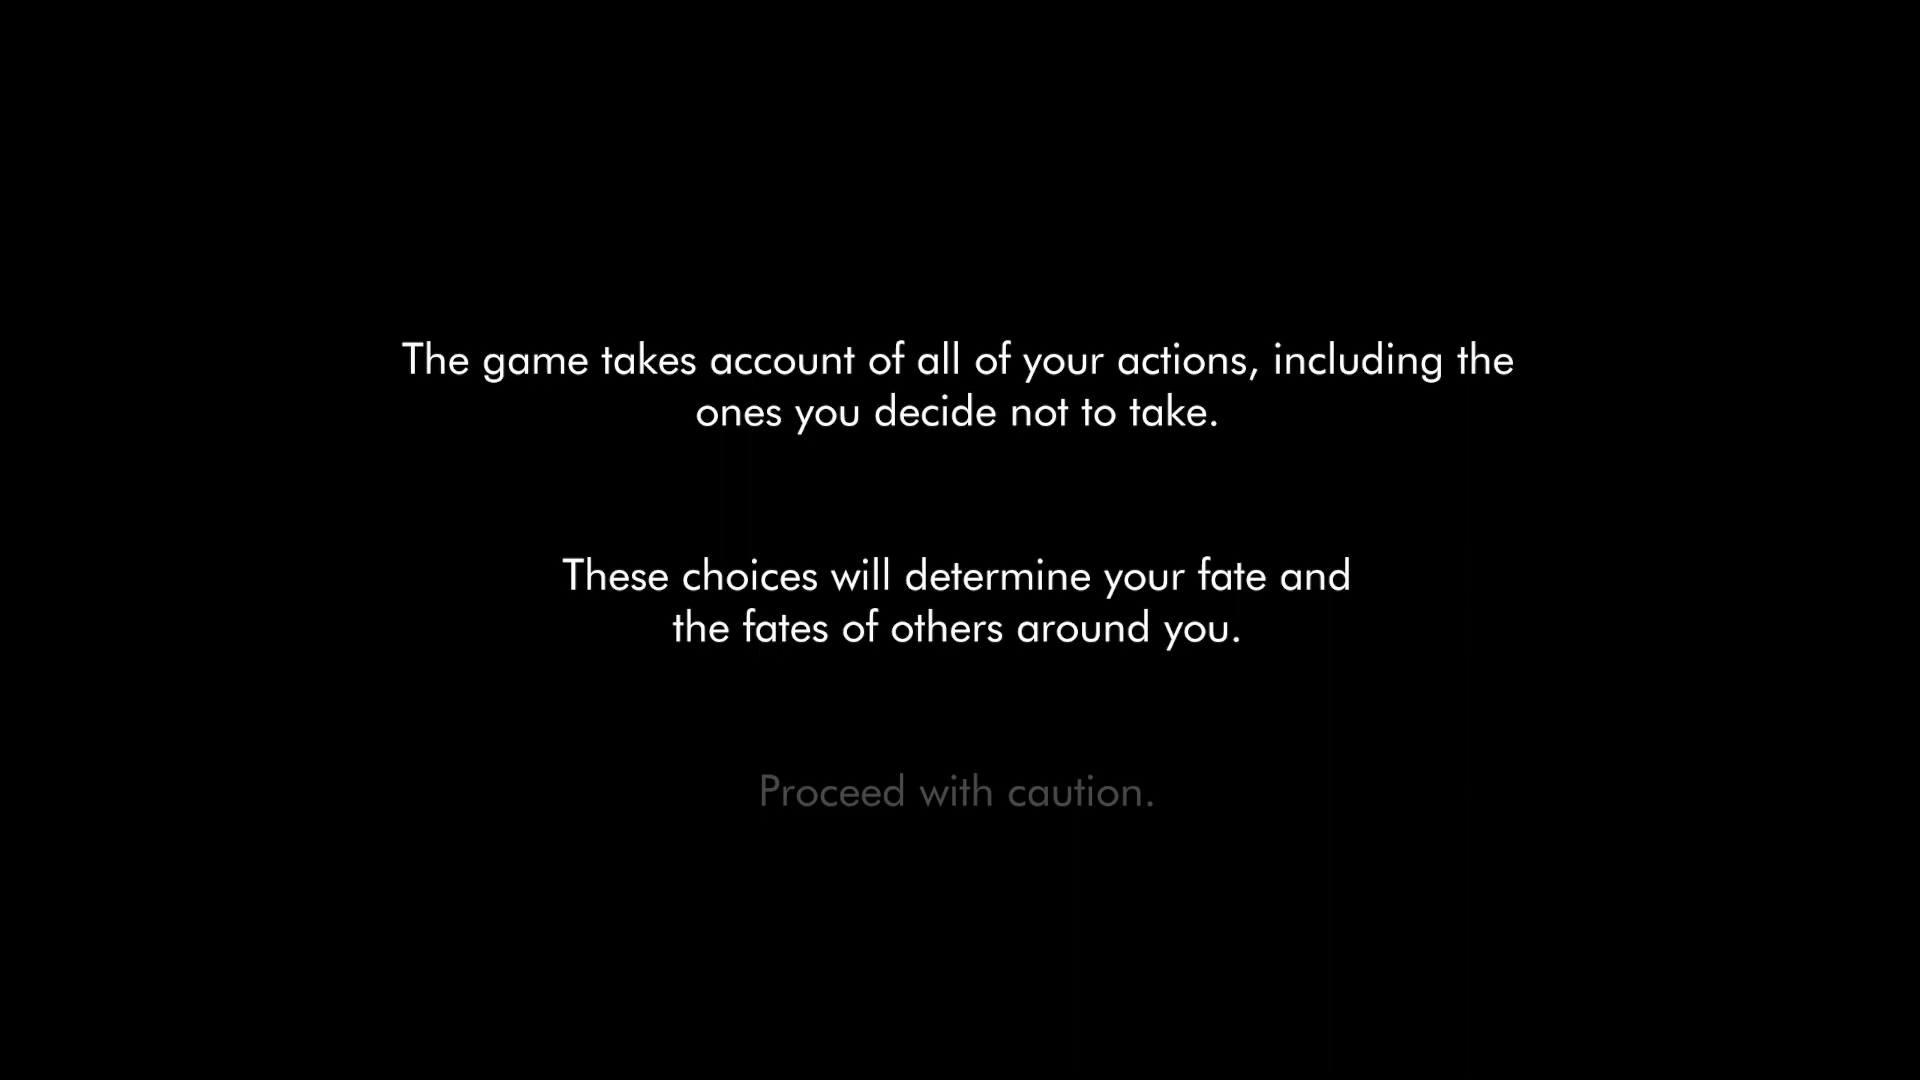 The game takes account of all of your actions, including the
ones you decide not to take.
These choices will determine your fate and
the fates of others around you.
Proceed with caution.